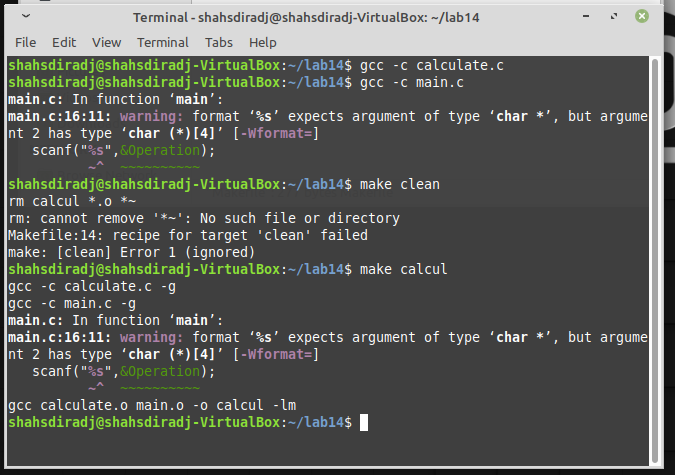 Terminal - shahsdiradj@shahsdiradj-VirtualBox: ~/lab14
File Edit View Terminal Tabs Help
shahsdiradj@shahsdiradj-VirtualBox:~/lab14$ gcc -c calculate.c
shahsdiradj@shahsdiradj-VirtualBox:~/lab14$ gcc -c main.c
main.c: In function ‘main’:
main.c:16:11: warning: format ‘%s’ expects argument of type ‘char *’, but argume
nt 2 has type ‘char (*)[4]’ [-Wformat=]
   scanf("%s",&Operation);
          ~^  ~~~~~~~~~~
shahsdiradj@shahsdiradj-VirtualBox:~/lab14$ make clean
rm calcul *.o *~
rm: cannot remove '*~': No such file or directory
Makefile:14: recipe for target 'clean' failed
make: [clean] Error 1 (ignored)
shahsdiradj@shahsdiradj-VirtualBox:~/lab14$ make calcul
gcc -c calculate.c -g
gcc -c main.c -g
main.c: In function ‘main’:
main.c:16:11: warning: format ‘%s’ expects argument of type ‘char *’, but argume
nt 2 has type ‘char (*)[4]’ [-Wformat=]
   scanf("%s",&Operation);
          ~^  ~~~~~~~~~~
gcc calculate.o main.o -o calcul -lm
shahsdiradj@shahsdiradj-VirtualBox:~/lab14$